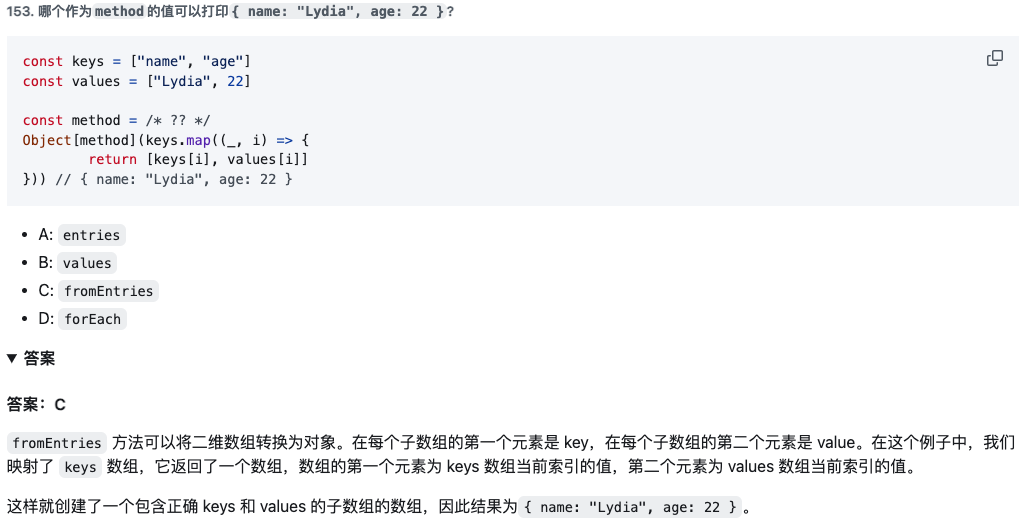 153. 哪个作为method的值可以打印{ name: "Lydia", age: 22 }?
const keys = ["name", "age"]
const values = ["Lydia", 22]
const method = /* ?? */
Object[method](keys.map((_, i) => {
        return [keys[i], values[i]]
})) // { name: "Lydia", age: 22 }
A: entries
B: values
C: fromEntries
D: forEach
▼ 答案
答案：C
fromEntries 方法可以将二维数组转换为对象。在每个子数组的第一个元素是 key，在每个子数组的第二个元素是 value。在这个例子中，我们
映射了 keys 数组，它返回了一个数组，数组的第一个元素为 keys 数组当前索引的值，第二个元素为 values 数组当前索引的值。
这样就创建了一个包含正确 keys 和 values 的子数组的数组，因此结果为{ name: "Lydia", age: 22 }。